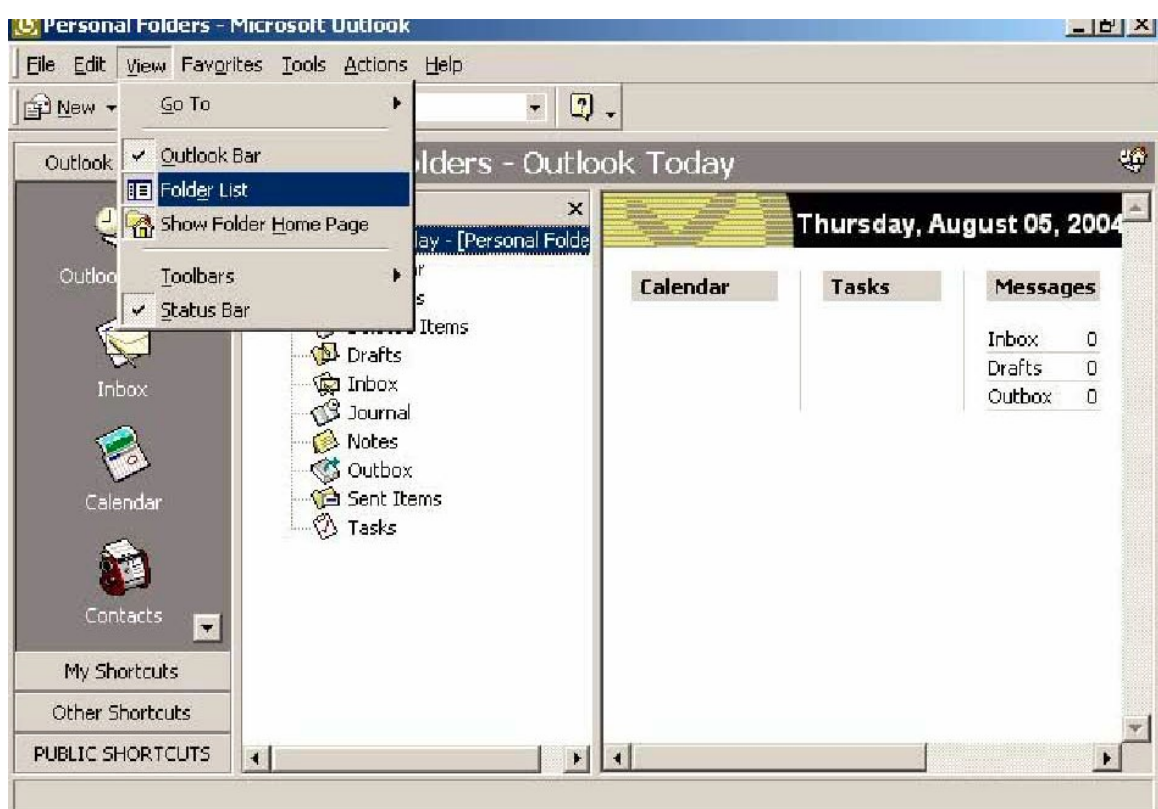 Personal Folders - Microsoft Outlook
File Edit View Favorites Tools Actions Help
New
Go To
Outlook Bar
Folder List
Show Folder Home Page
Toolbars
Status Bar
Outlook
lders - Outlook Today
ay - [Personal Folde
Items
Drafts
Inbox
Journal
Notes
Outbox
Sent Items
Tasks
Thursday, August 05, 2004
Calendar Tasks Messages
Inbox 0
Drafts 0
Outbox 0
Outloo
Inbox
Calendar
Contacts
My Shortcuts
Other Shortcuts
PUBLIC SHORTCUTS